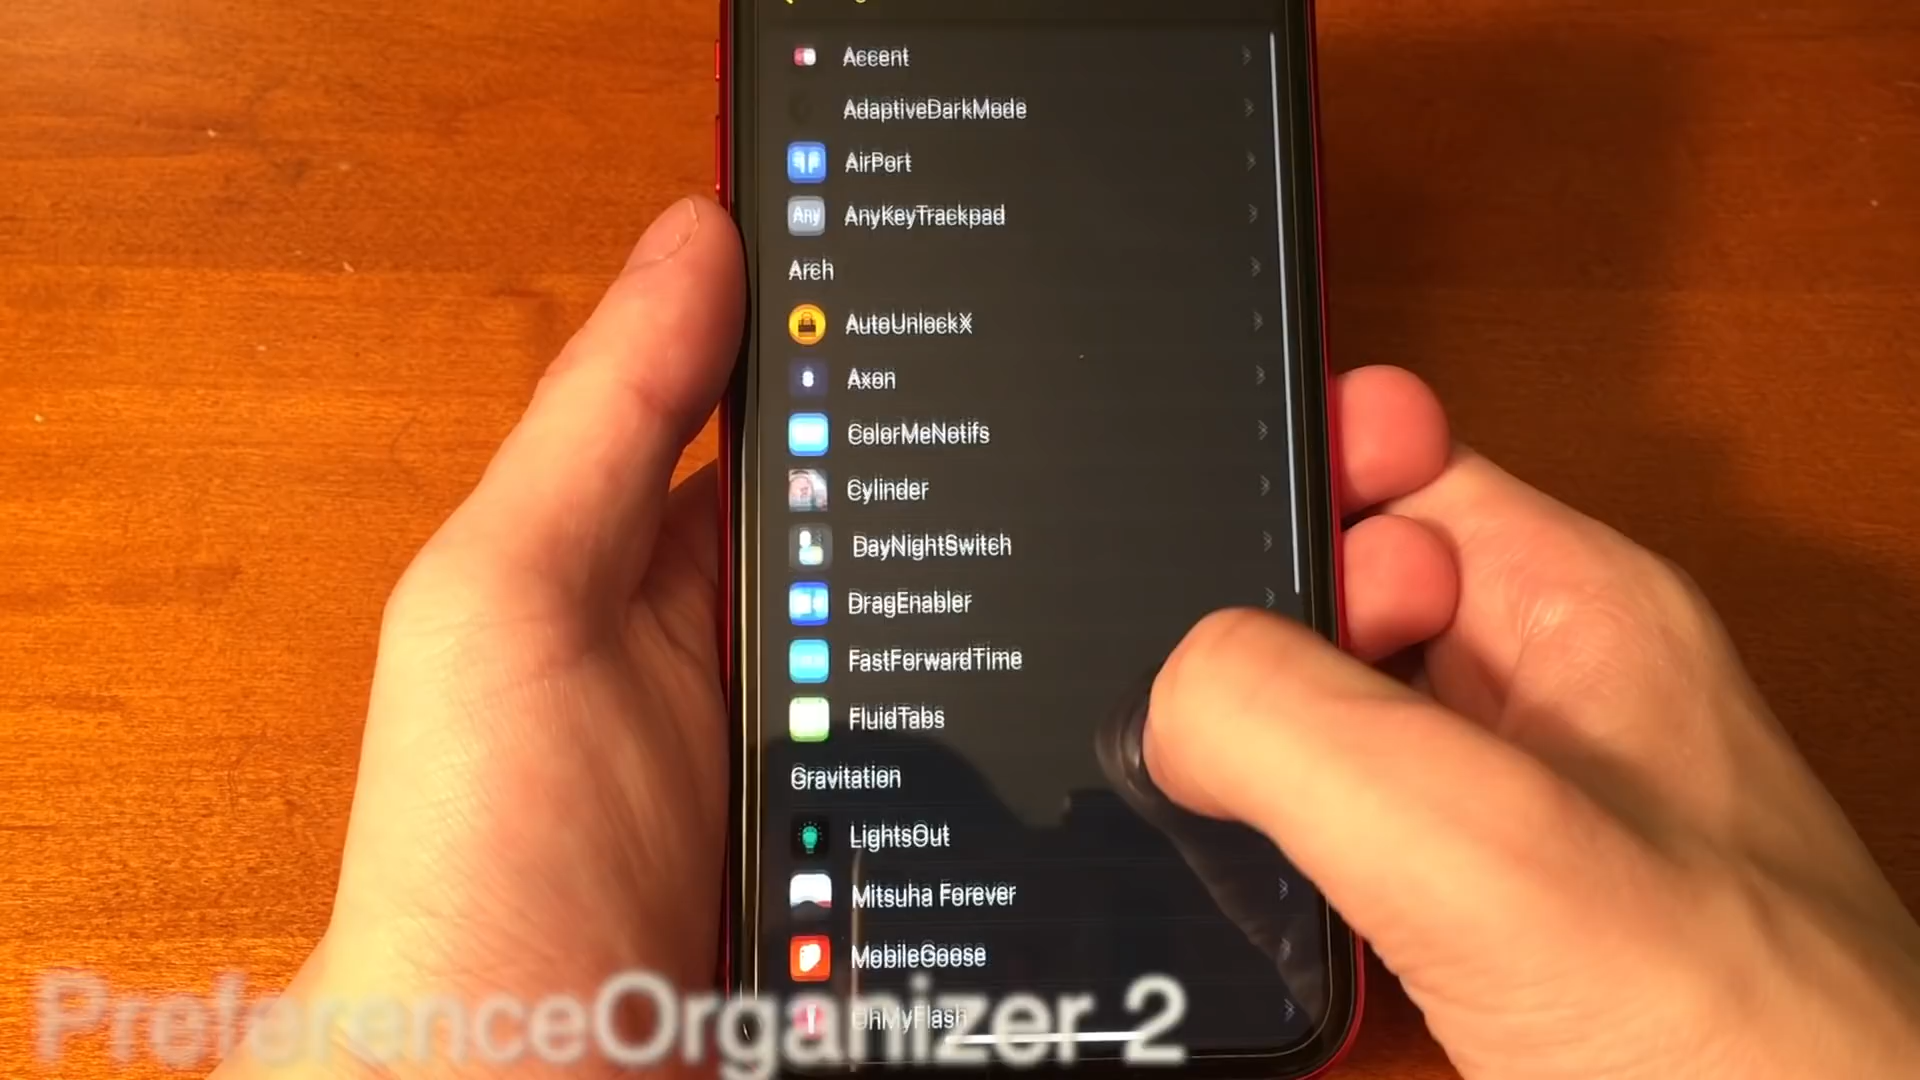 Accent
AdaptiveDarkMode
AirPort
Any AnyKeyTrackpad
Arch
AutoUnlockX
Axon
ColorMeNotifs
Cylinder
DayNightSwitch
DragEnabler
FastForwardTime
FluidTabs
Gravitation
LightsOut
Mitsuha Forever
MobileGoose
OhMyFlash
PreferenceOrganizer 2